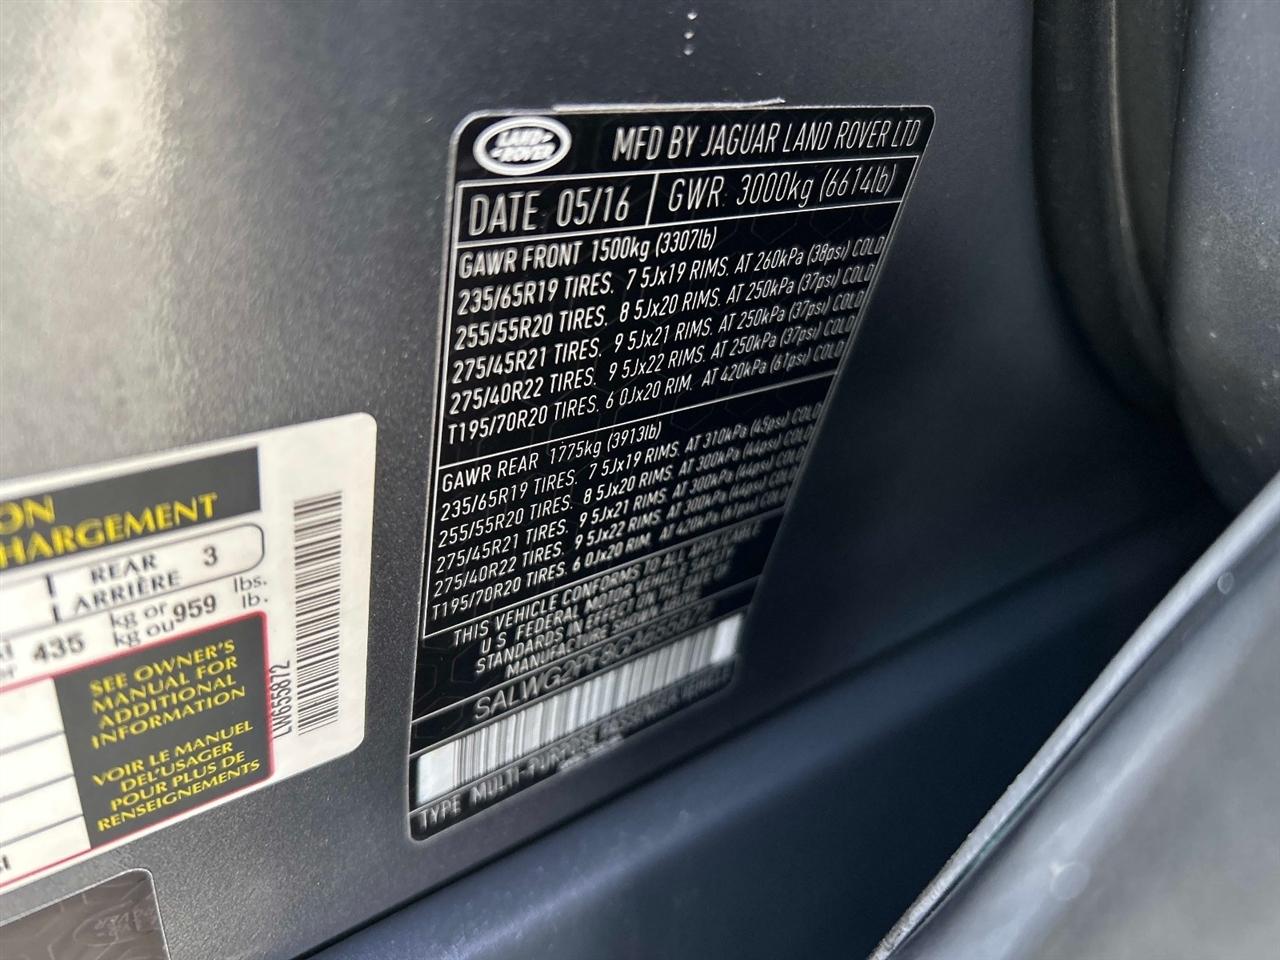 LAND ROVER
MFD BY JAGUAR LAND ROVER LTD
DATE 05/16 GWR 3000kg (6614lb)
GAWR FRONT 1500kg (3307lb)
235/65R19 TIRES. 7 5Jx19 RIMS. AT 260kPa (38psi) COLD
255/55R20 TIRES. 8 5Jx20 RIMS. AT 250kPa (37psi) COLD
275/45R21 TIRES. 9 5Jx21 RIMS. AT 250kPa (37psi) COLD
275/40R22 TIRES. 9 5Jx22 RIMS. AT 250kPa (37psi) COLD
T195/70R20 TIRES. 6 0Jx20 RIM. AT 420kPa (61psi) COLD
GAWR REAR 1775kg (3913lb)
235/65R19 TIRES. 7 5Jx19 RIMS. AT 310kPa (45psi) COLD
255/55R20 TIRES. 8 5Jx20 RIMS. AT 300kPa (44psi) COLD
275/45R21 TIRES. 9 5Jx21 RIMS. AT 300kPa (44psi) COLD
275/40R22 TIRES. 9 5Jx22 RIMS. AT 300kPa (44psi) COLD
T195/70R20 TIRES. 6 0Jx20 RIM. AT 420kPa (61psi) COLD
THIS VEHICLE CONFORMS TO ALL APPLICABLE
U S. FEDERAL MOTOR VEHICLE SAFETY
STANDARDS IN EFFECT ON THE DATE OF
MANUFACTURE SHOWN ABOVE
SALWG2PF8GA655872
TYPE MULTI-PURPOSE PASSENGER VEHICLE
ON
HARGEMENT
REAR 3
ARRIÈRE
435 kg or 959 lbs.
kg ou lb.
SEE OWNER'S
MANUAL FOR
ADDITIONAL
INFORMATION
VOIR LE MANUEL
DEL'USAGER
POUR PLUS DE
RENSEIGNEMENTS
LW655872